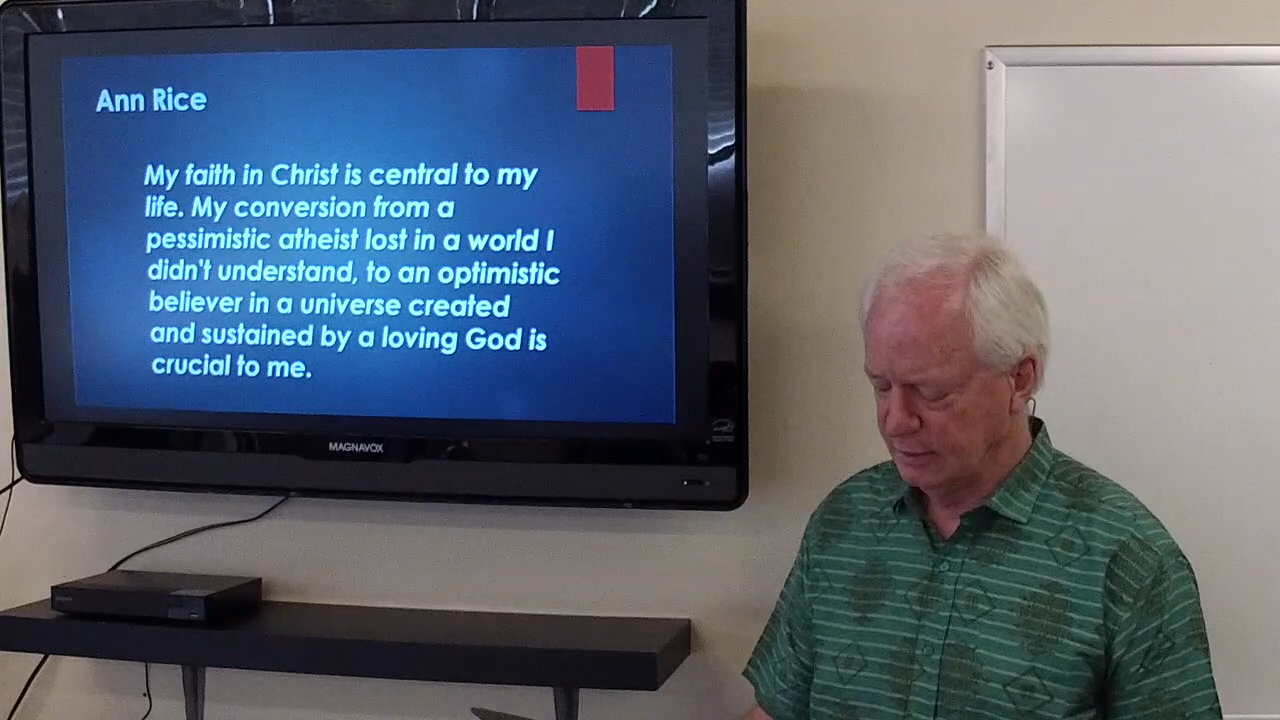 Ann Rice
My faith in Christ is central to my
life. My conversion from a
pessimistic atheist lost in a world I
didn't understand, to an optimistic
believer in a universe created
and sustained by a loving God is
crucial to me.
MAGNAVOX